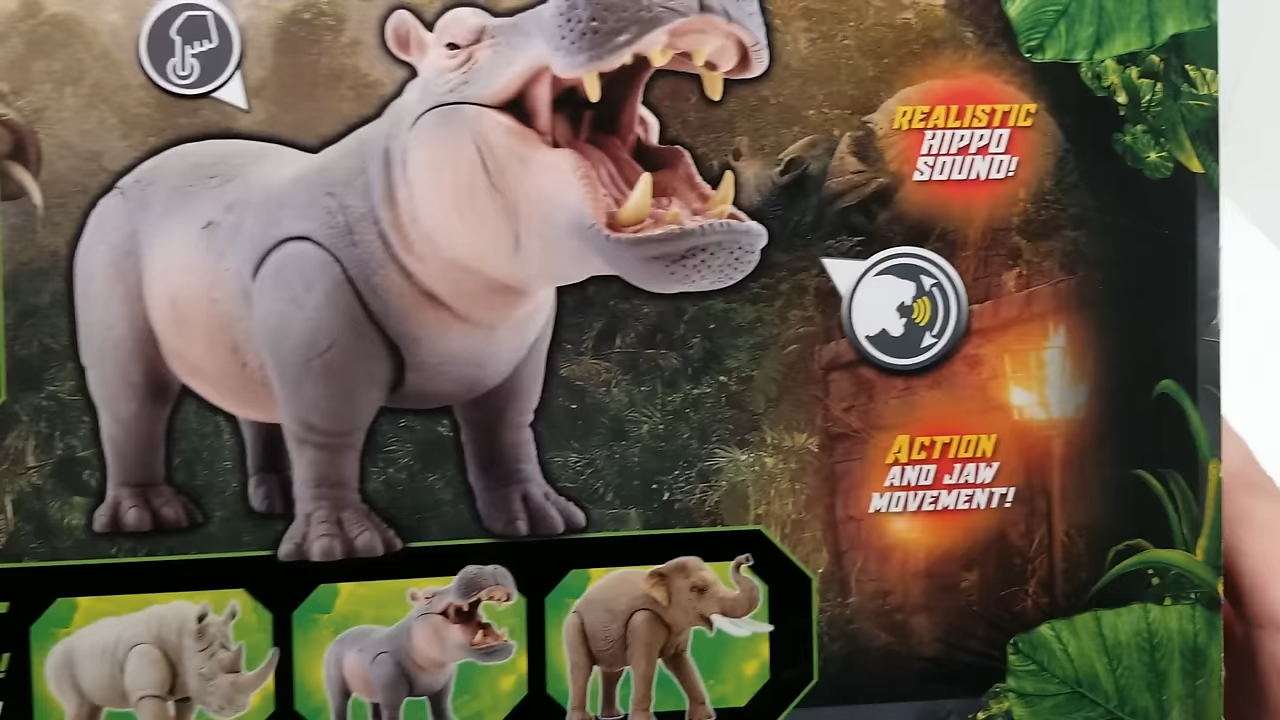 REALISTIC
HIPPO
SOUND!
ACTION
AND JAW
MOVEMENT!